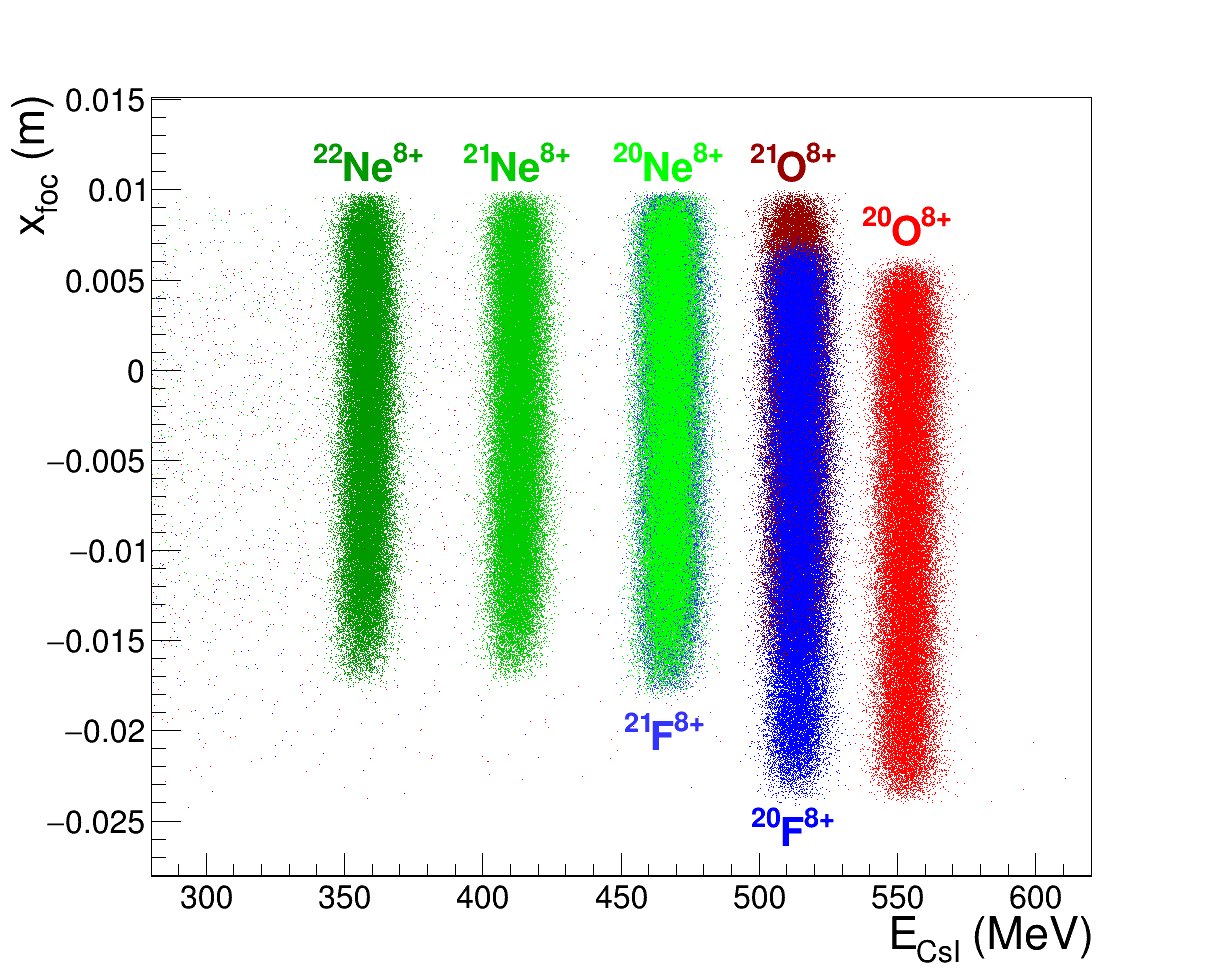 0.015
x_foc (m)
²²Ne⁸⁺ ²¹Ne⁸⁺ ²⁰Ne⁸⁺ ²¹O⁸⁺
0.01
²⁰O⁸⁺
0.005
0
−0.005
−0.01
−0.015
−0.02
²¹F⁸⁺
−0.025
²⁰F⁸⁺
300 350 400 450 500 550 600
E_CsI (MeV)